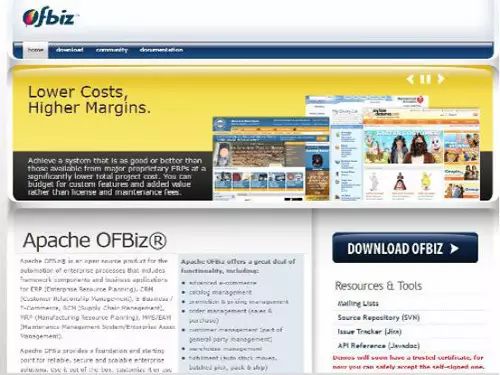 Ofbiz
home download community documentation
Lower Costs,
Higher Margins.
Achieve a system that is as good or better than
those available from major proprietary ERPs at a
significantly lower total project cost. You can
budget for custom features and added value
rather than license and maintenance fees.
Apache OFBiz®
Apache OFBiz® is an open source product for the
automation of enterprise processes that includes
framework components and business applications
for ERP (Enterprise Resource Planning), CRM
(Customer Relationship Management), E-Business /
E-Commerce, SCM (Supply Chain Management),
MRP (Manufacturing Resource Planning), MMS/EAM
(Maintenance Management System/Enterprise Asset
Management).
Apache OFBiz provides a foundation and starting
point for reliable, secure and scalable enterprise
solutions. Use it out of the box, customize it or use
Apache OFBiz offers a great deal of
functionality, including:
advanced e-commerce
catalog management
promotion & pricing management
order management (sales &
purchase)
customer management (part of
general party management)
warehouse management
fulfillment (auto stock moves,
batched pick, pack & ship)
DOWNLOAD OFBIZ
Resources & Tools
Mailing Lists
Source Repository (SVN)
Issue Tracker (Jira)
API Reference (Javadoc)
Demos will soon have a trusted certificate, for
now you can safely accept the self-signed one.